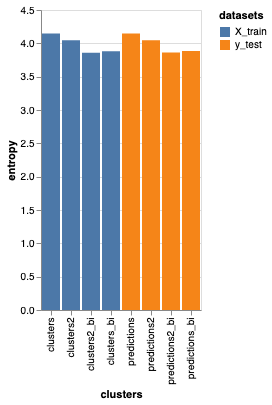 datasets
X_train
y_test
entropy
4.5
4.0
3.5
3.0
2.5
2.0
1.5
1.0
0.5
0.0
clusters
clusters2
clusters2_bi
clusters_bi
predictions
predictions2
predictions2_bi
predictions_bi
clusters